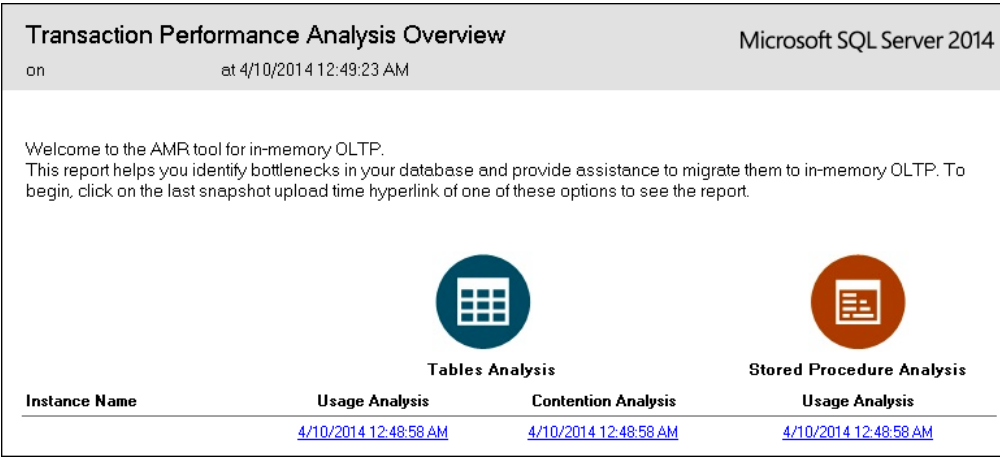 Transaction Performance Analysis Overview
Microsoft SQL Server 2014
on at 4/10/2014 12:49:23 AM
Welcome to the AMR tool for in-memory OLTP.
This report helps you identify bottlenecks in your database and provide assistance to migrate them to in-memory OLTP. To
begin, click on the last snapshot upload time hyperlink of one of these options to see the report.
Tables Analysis Stored Procedure Analysis
Instance Name Usage Analysis Contention Analysis Usage Analysis
4/10/2014 12:48:58 AM 4/10/2014 12:48:58 AM 4/10/2014 12:48:58 AM